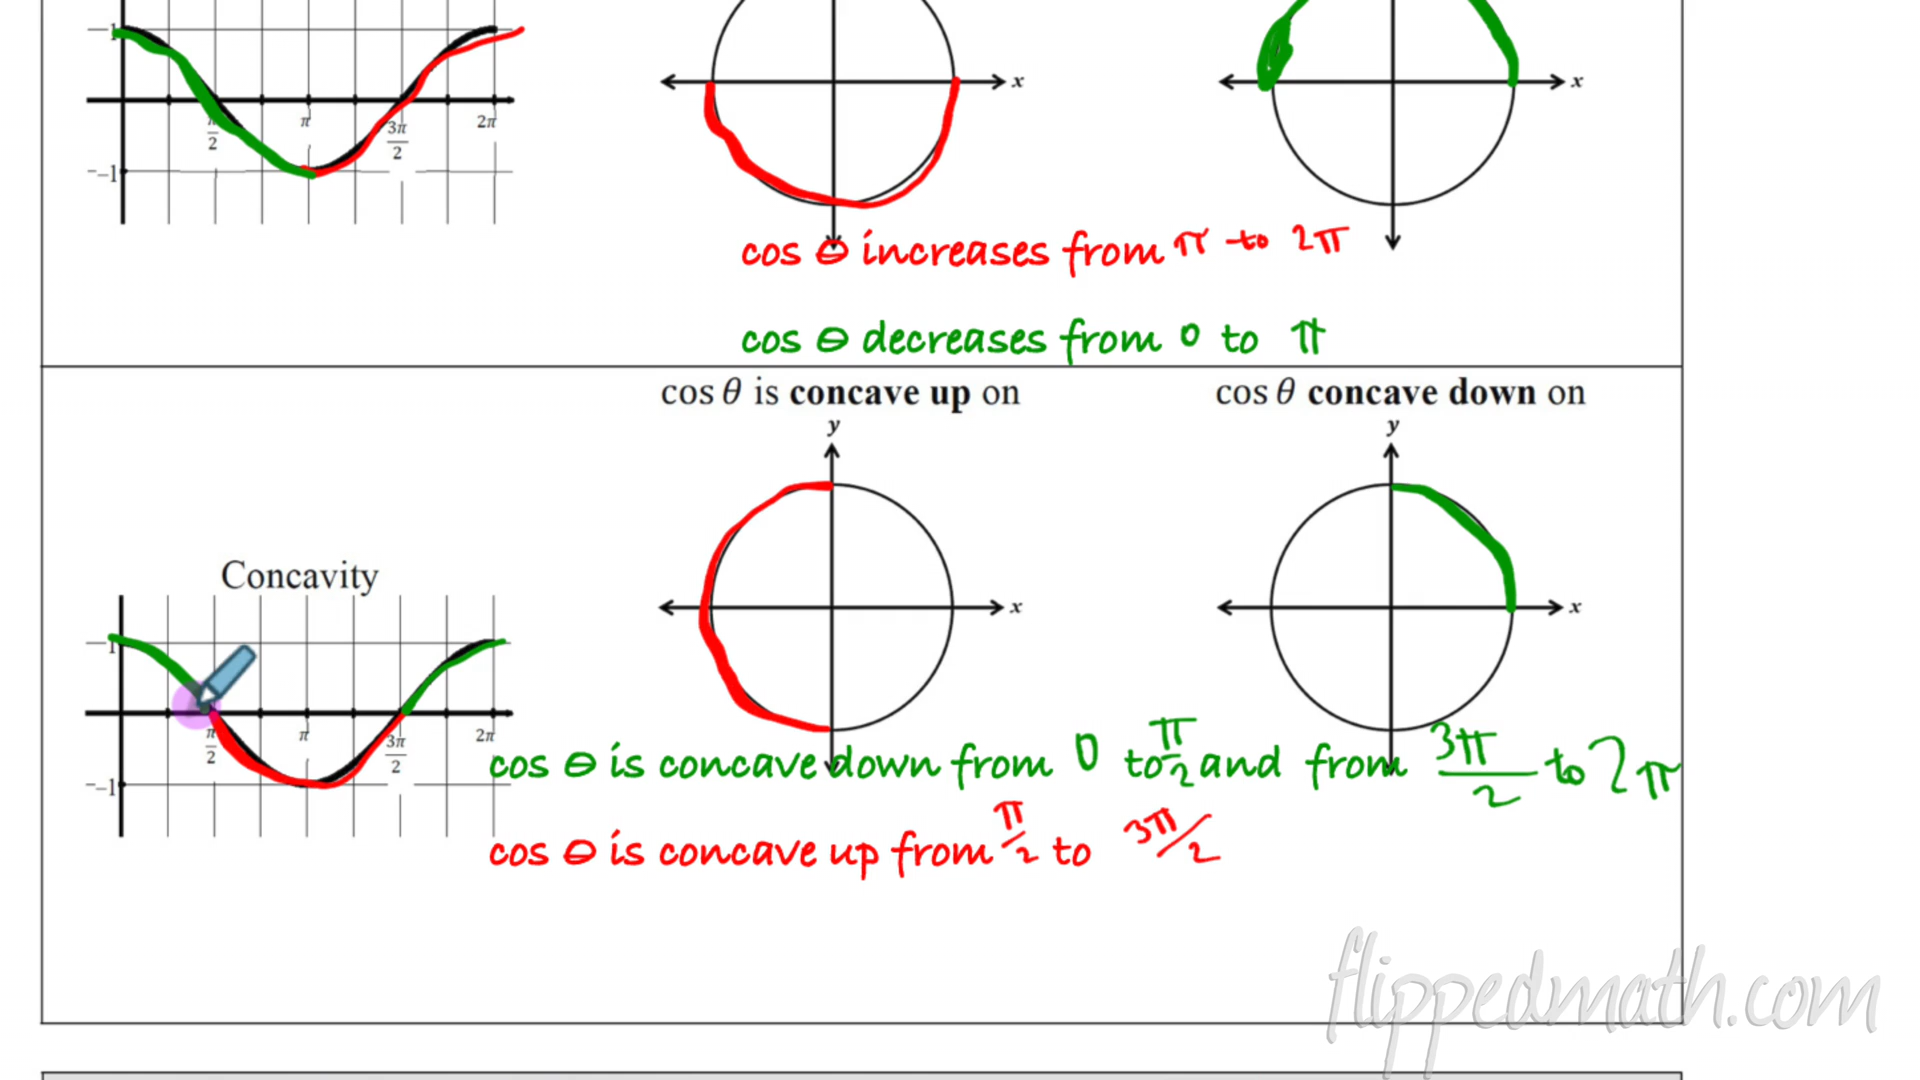 1
π/2 π 3π/2 2π
−1
x
x
cos θ increases from π to 2π
cos θ decreases from 0 to π
cos θ is concave up on
cos θ concave down on
y
y
x
x
Concavity
1
π/2 π 3π/2 2π
−1
cos θ is concave down from 0 to π/2 and from 3π/2 to 2π
cos θ is concave up from π/2 to 3π/2
flippedmath.com